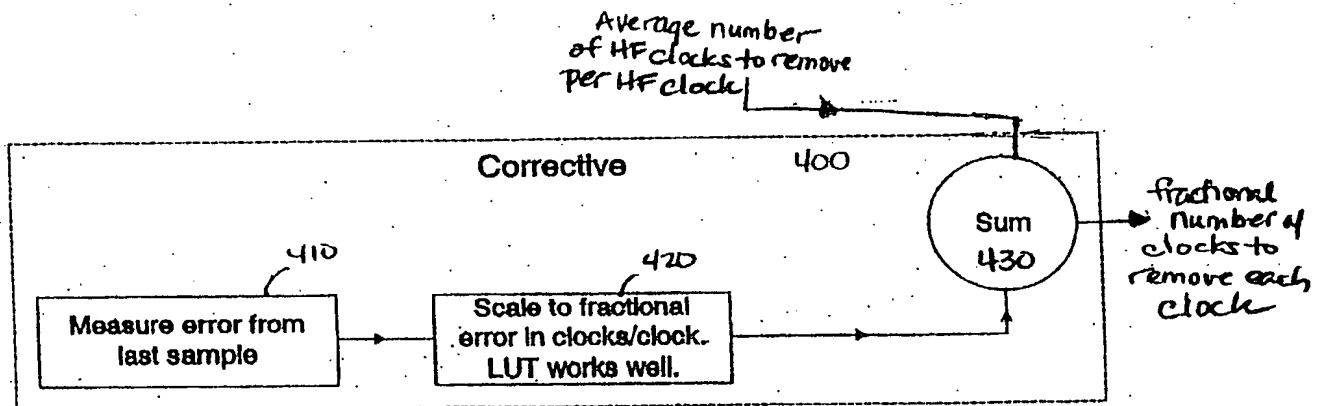 Average number
of HF clocks to remove
per HF clock
Corrective
400
Sum
430
fractional
number of
clocks to
remove each
clock
410
Measure error from
last sample
420
Scale to fractional
error in clocks/clock.
LUT works well.